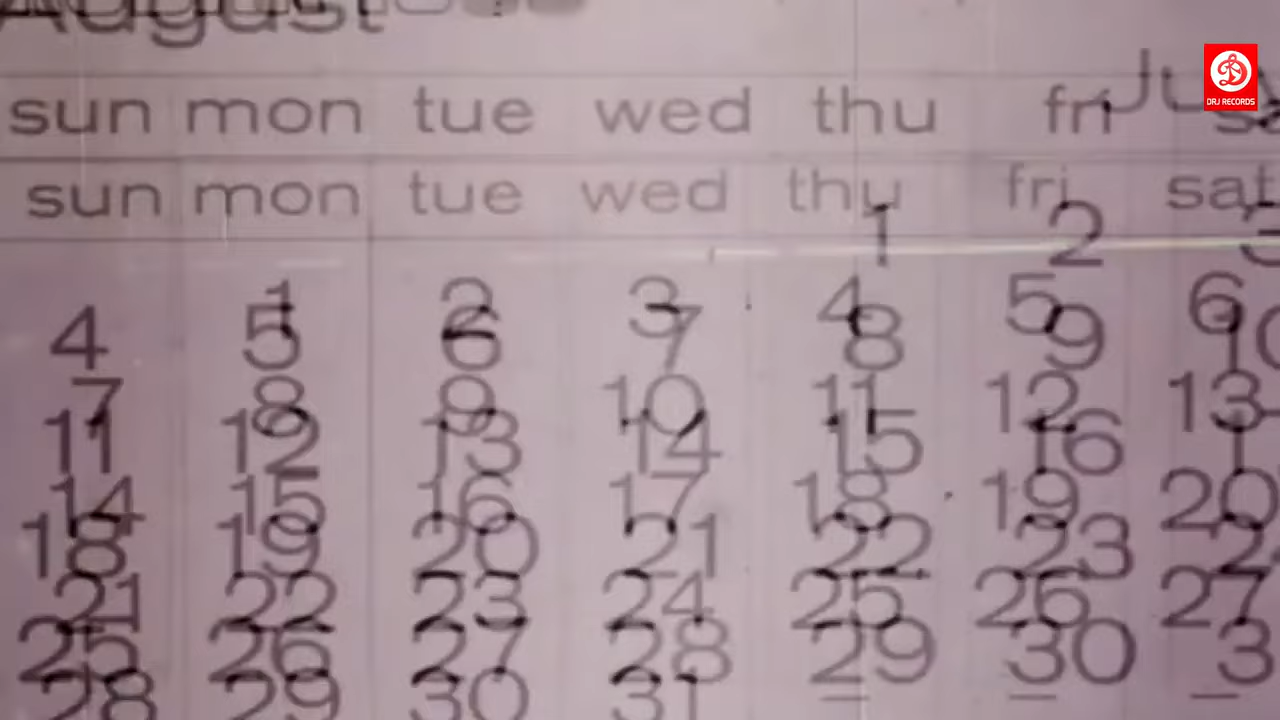 August
DRJ RECORDS
July
sun mon tue wed thu fri
sun mon tue wed thu fri sat
1 2 3
1 2 3 4 5 6
4 5 6 7 8 9 10
7 8 9 10 11 12 13
11 12 13 14 15 16
14 15 16 17 18 19 20
18 19 20 21 22 23
21 22 23 24 25 26 27
25 26 27 28 29 30
28 29 30 31